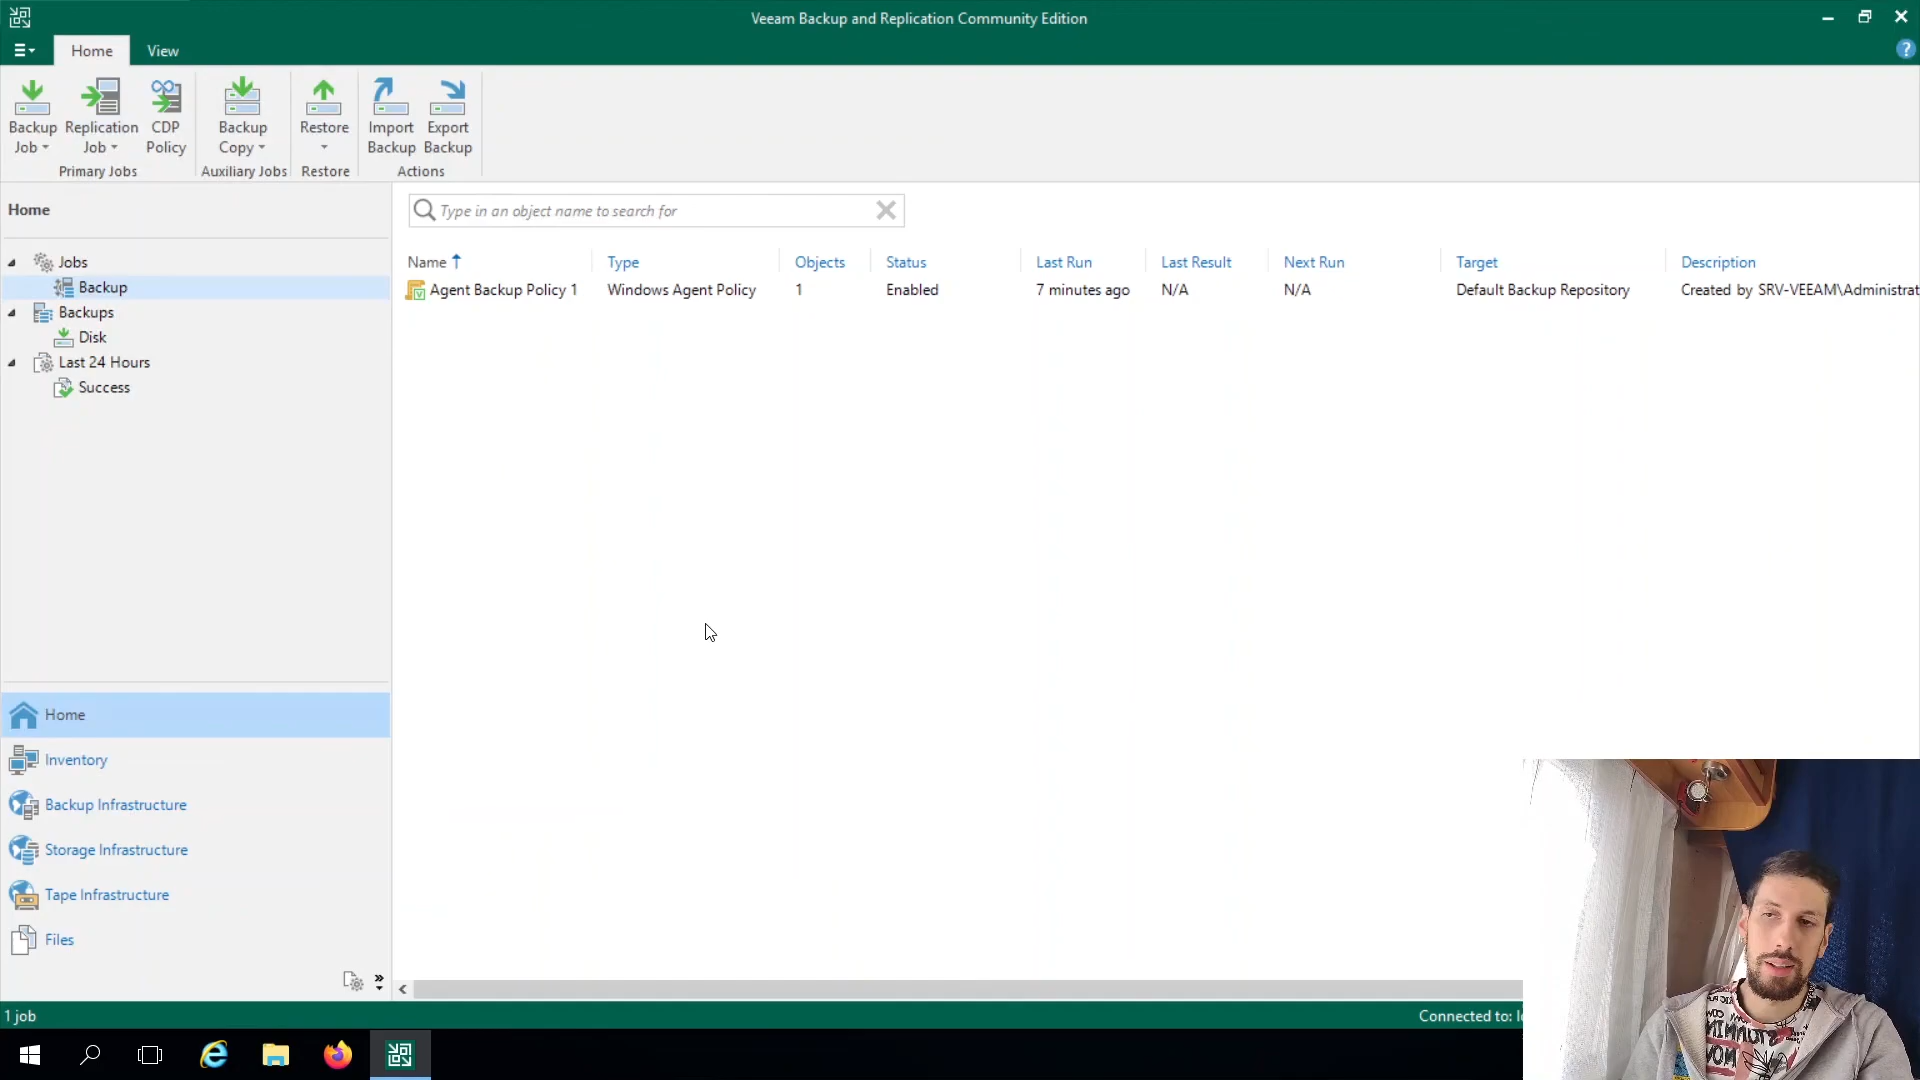 Veeam Backup and Replication Community Edition
Home
View
Backup
Job
Replication
Job
CDP
Policy
Backup
Copy
Restore
Import
Backup
Export
Backup
Primary Jobs
Auxiliary Jobs
Restore
Actions
Home
Type in an object name to search for
Jobs
Backup
Backups
Disk
Last 24 Hours
Success
Name Type Objects Status Last Run Last Result Next Run Target Description
Agent Backup Policy 1 Windows Agent Policy 1 Enabled 7 minutes ago N/A N/A Default Backup Repository Created by SRV-VEEAM\Administrat
Home
Inventory
Backup Infrastructure
Storage Infrastructure
Tape Infrastructure
Files
1 job
Connected to: